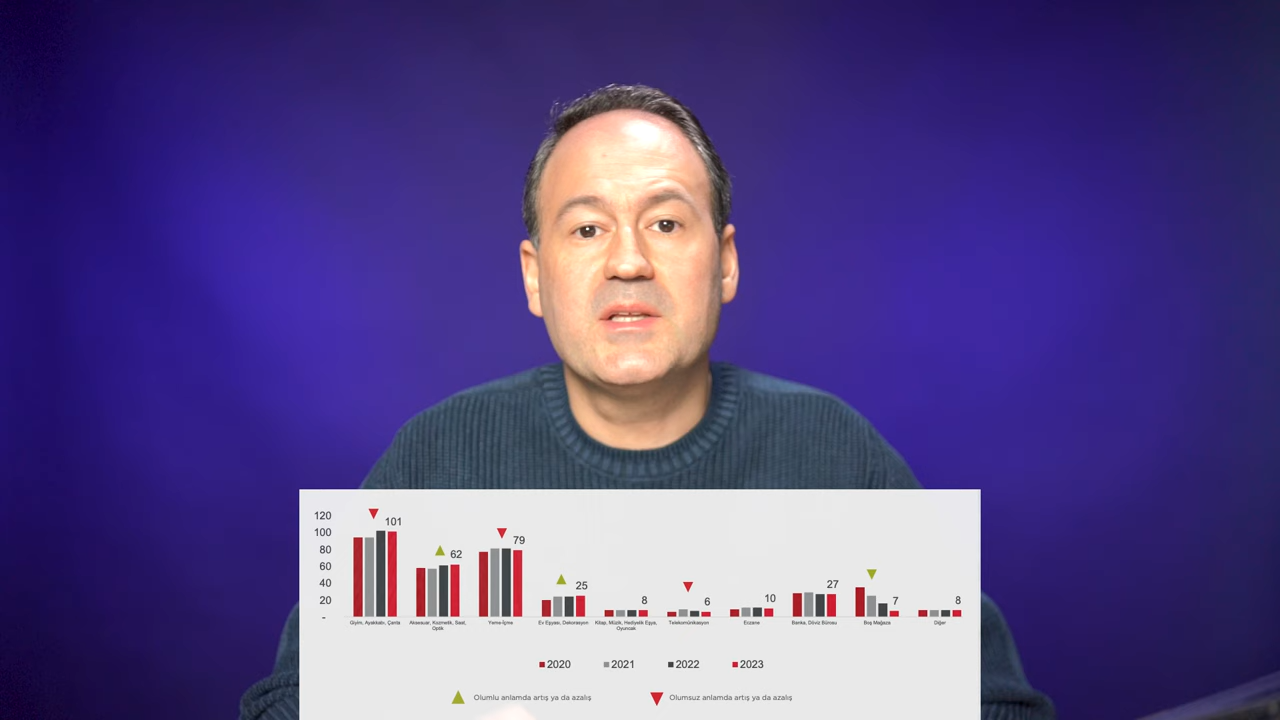 120
100
80
60
40
20
-
101
62
79
25
8
6
10
27
7
8
Giyim, Ayakkabı, Çanta
Aksesuar, Kozmetik, Saat,
Optik
Yeme-İçme
Ev Eşyası, Dekorasyon
Kitap, Müzik, Hediyelik Eşya,
Oyuncak
Telekomünikasyon
Eczane
Banka, Döviz Bürosu
Boş Mağaza
Diğer
2020 2021 2022 2023
Olumlu anlamda artış ya da azalış
Olumsuz anlamda artış ya da azalış